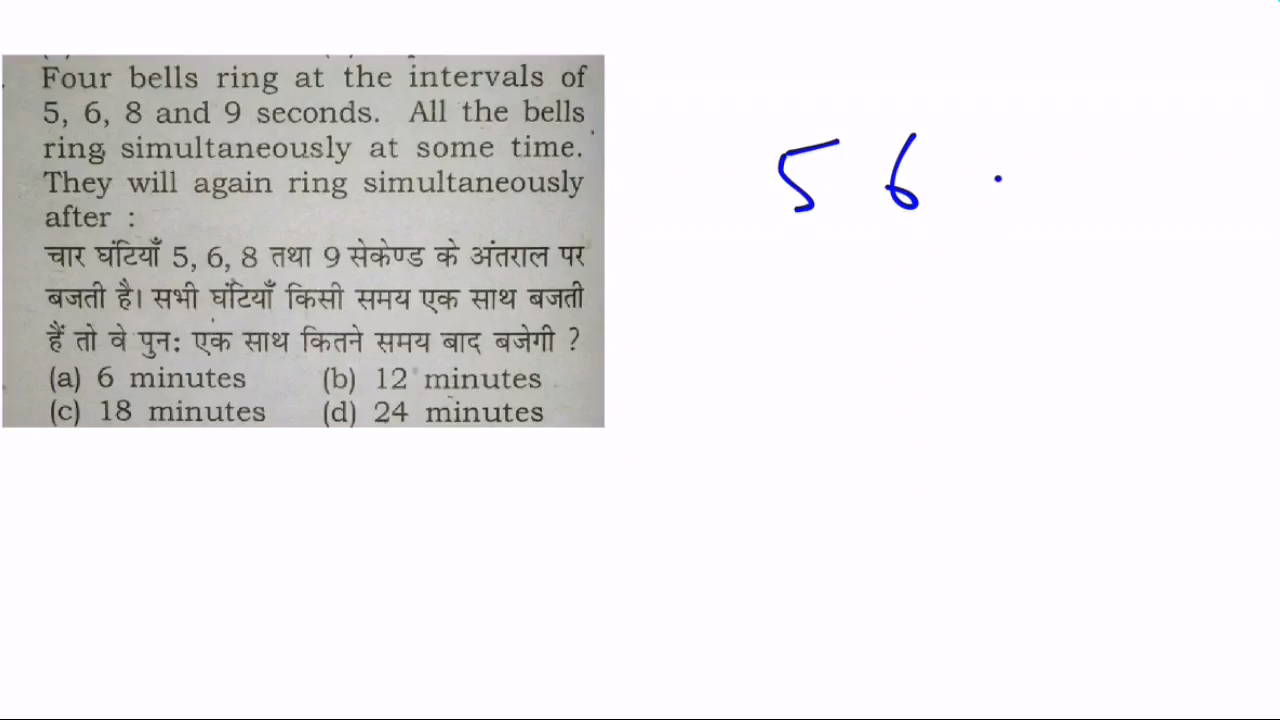 Four bells ring at the intervals of
5, 6, 8 and 9 seconds. All the bells
ring simultaneously at some time.
They will again ring simultaneously
after :
चार घंटियाँ 5, 6, 8 तथा 9 सेकेण्ड के अंतराल पर
बजती है। सभी घंटियाँ किसी समय एक साथ बजती
हैं तो वे पुनः एक साथ कितने समय बाद बजेगी ?
(a) 6 minutes (b) 12 minutes
(c) 18 minutes (d) 24 minutes
5 6